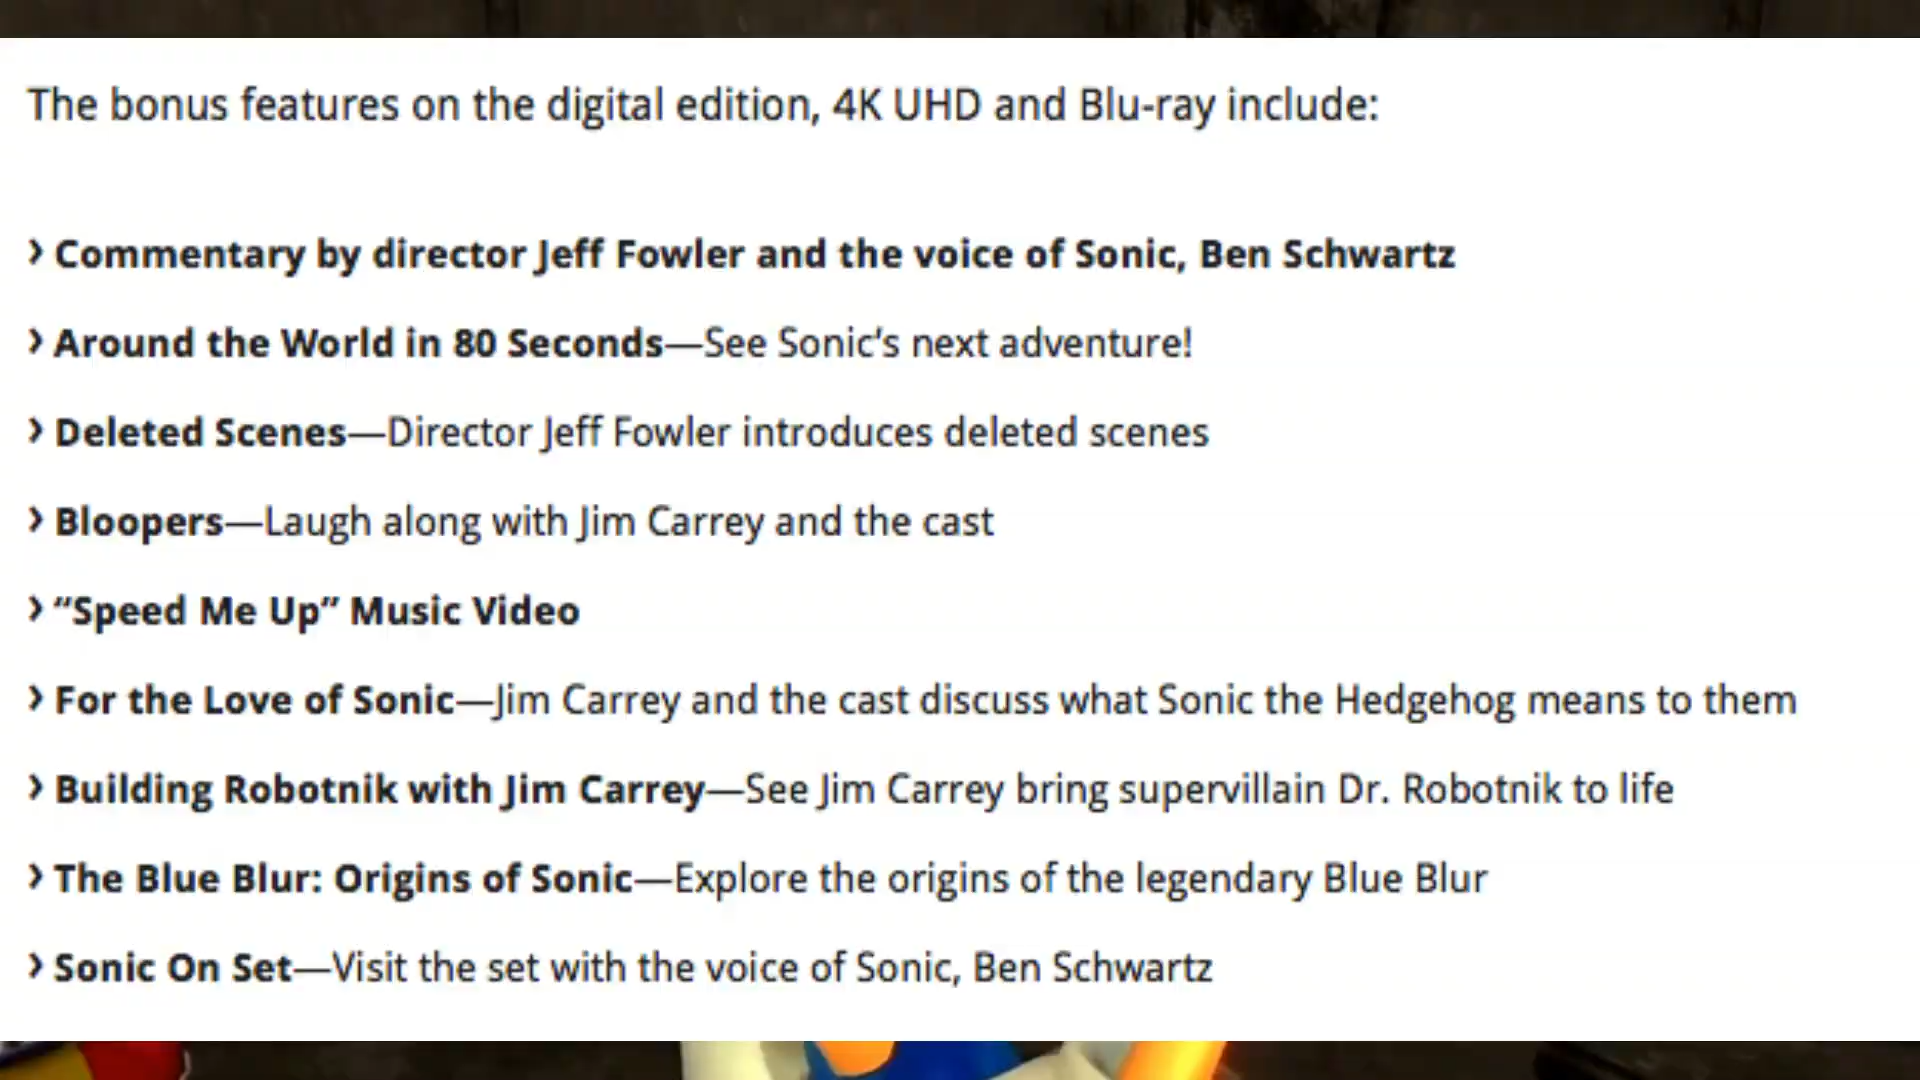 The bonus features on the digital edition, 4K UHD and Blu-ray include:
› Commentary by director Jeff Fowler and the voice of Sonic, Ben Schwartz
› Around the World in 80 Seconds—See Sonic’s next adventure!
› Deleted Scenes—Director Jeff Fowler introduces deleted scenes
› Bloopers—Laugh along with Jim Carrey and the cast
› “Speed Me Up” Music Video
› For the Love of Sonic—Jim Carrey and the cast discuss what Sonic the Hedgehog means to them
› Building Robotnik with Jim Carrey—See Jim Carrey bring supervillain Dr. Robotnik to life
› The Blue Blur: Origins of Sonic—Explore the origins of the legendary Blue Blur
› Sonic On Set—Visit the set with the voice of Sonic, Ben Schwartz